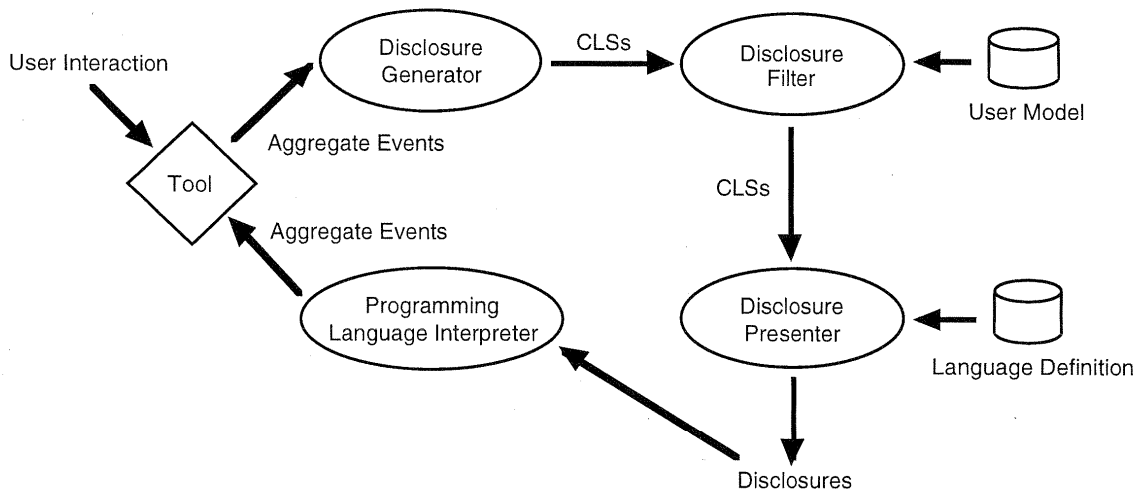 User Interaction
Disclosure
Generator
CLSs
Disclosure
Filter
User Model
Aggregate Events
Tool
CLSs
Aggregate Events
Programming
Language Interpreter
Disclosure
Presenter
Language Definition
Disclosures